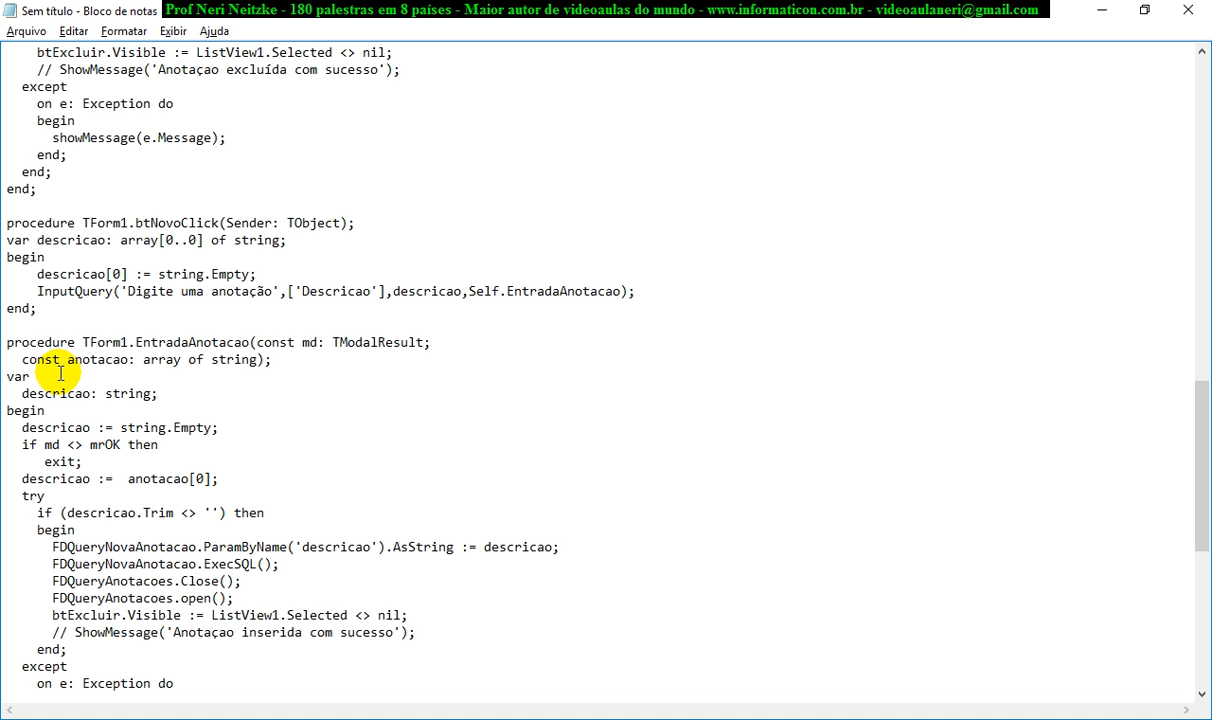 Sem título - Bloco de notas
Prof Neri Neitzke - 180 palestras em 8 países - Maior autor de videoaulas do mundo - www.informaticon.com.br - videoaulaneri@gmail.com
Arquivo Editar Formatar Exibir Ajuda
    btExcluir.Visible := ListView1.Selected <> nil;
    // ShowMessage('Anotaçao excluída com sucesso');
  except
    on e: Exception do
    begin
      showMessage(e.Message);
    end;
  end;
end;
procedure TForm1.btNovoClick(Sender: TObject);
var descricao: array[0..0] of string;
begin
    descricao[0] := string.Empty;
    InputQuery('Digite uma anotação',['Descricao'],descricao,Self.EntradaAnotacao);
end;
procedure TForm1.EntradaAnotacao(const md: TModalResult;
  const anotacao: array of string);
var
  descricao: string;
begin
  descricao := string.Empty;
  if md <> mrOK then
     exit;
  descricao :=  anotacao[0];
  try
    if (descricao.Trim <> '') then
    begin
      FDQueryNovaAnotacao.ParamByName('descricao').AsString := descricao;
      FDQueryNovaAnotacao.ExecSQL();
      FDQueryAnotacoes.Close();
      FDQueryAnotacoes.open();
      btExcluir.Visible := ListView1.Selected <> nil;
      // ShowMessage('Anotaçao inserida com sucesso');
    end;
  except
    on e: Exception do